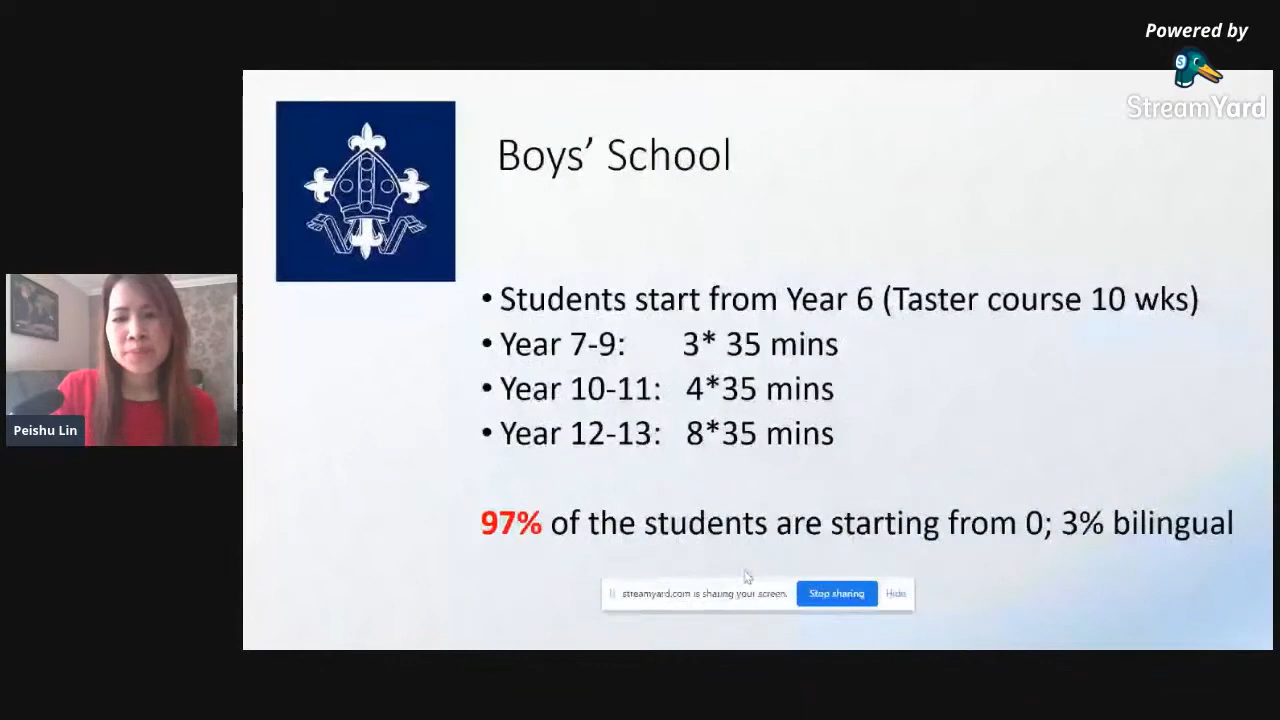 Powered by
StreamYard
Boys’ School
• Students start from Year 6 (Taster course 10 wks)
• Year 7-9: 3* 35 mins
• Year 10-11: 4*35 mins
• Year 12-13: 8*35 mins
97% of the students are starting from 0; 3% bilingual
Peishu Lin
streamyard.com is sharing your screen.
Stop sharing
Hide